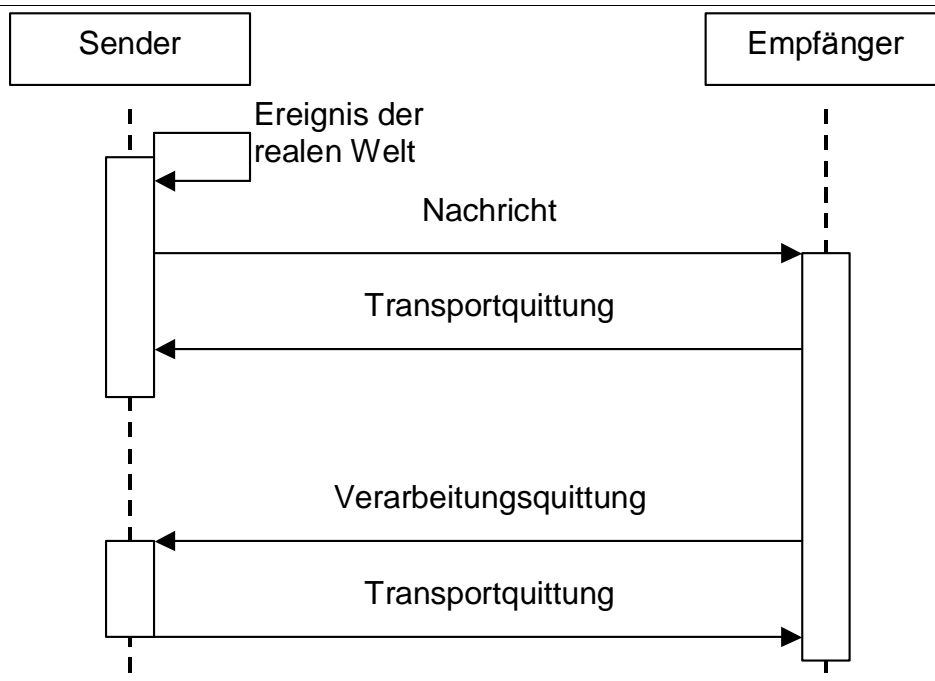 Sender
Empfänger
Ereignis der
realen Welt
Nachricht
Transportquittung
Verarbeitungsquittung
Transportquittung